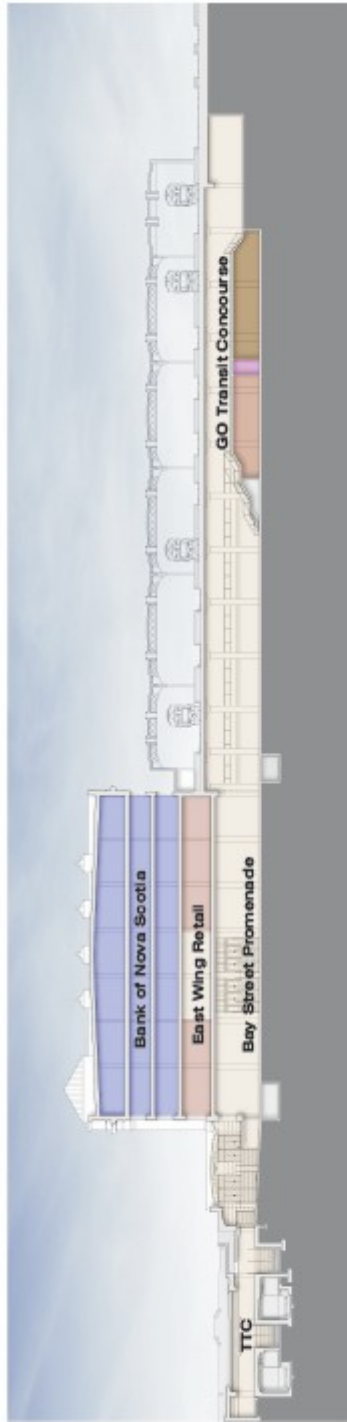 Bank of Nova Scotia
East Wing Retail
Bay Street Promenade
GO Transit Concourse
TTC